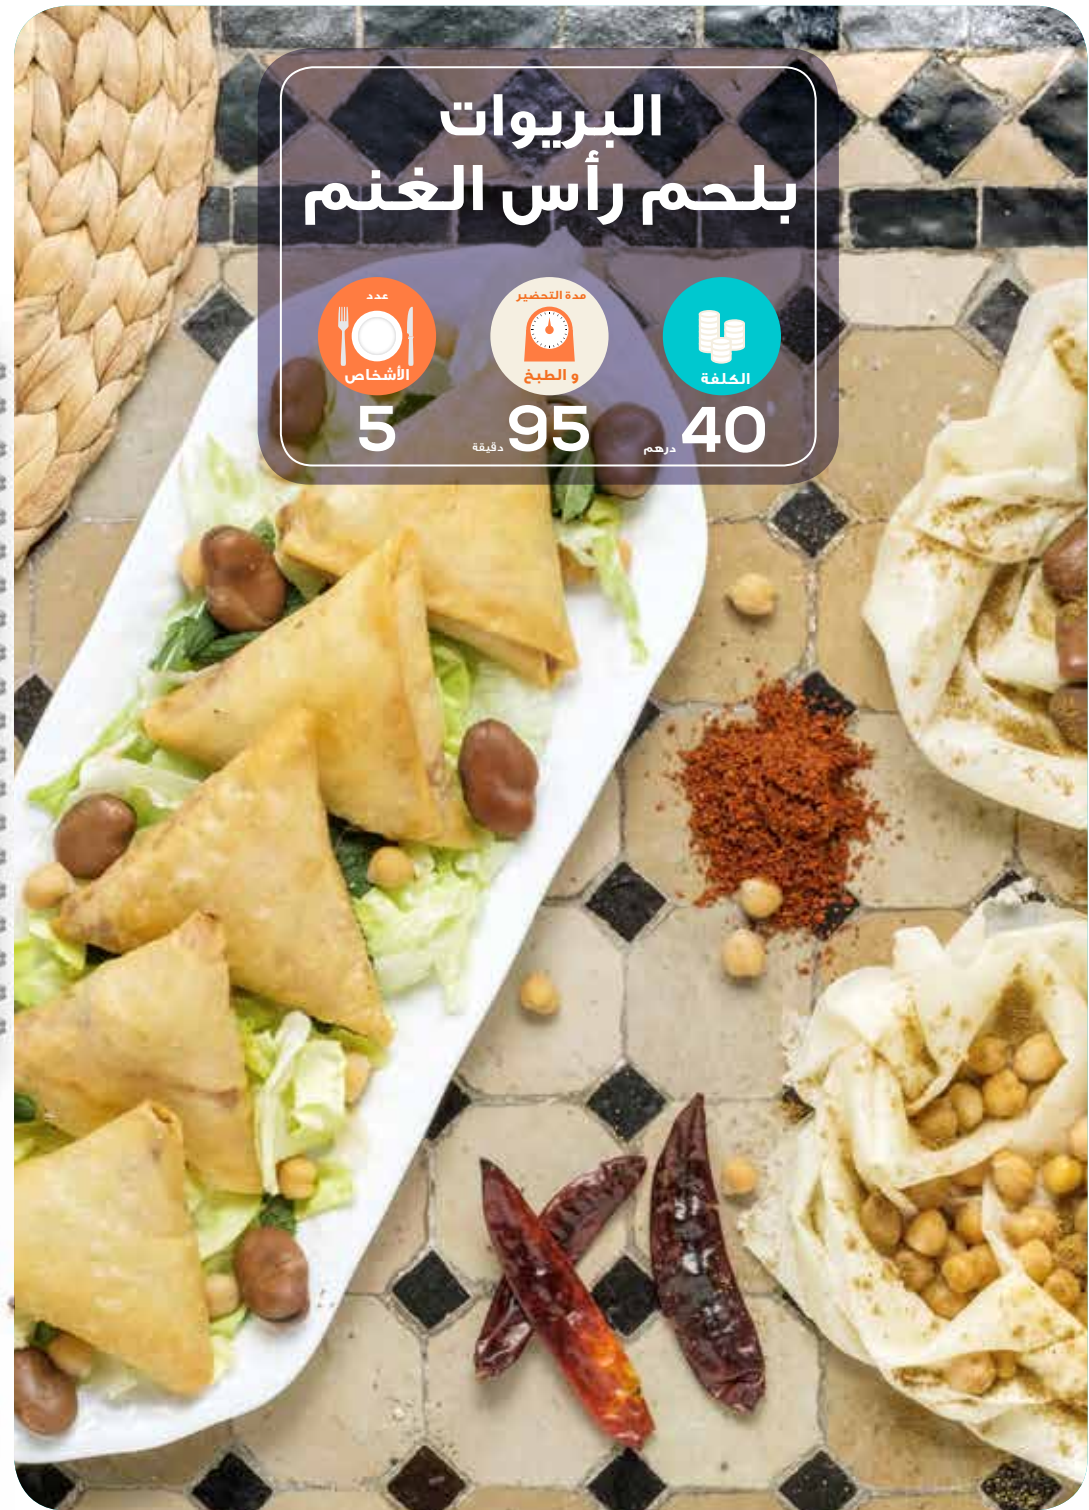 البريوات
بلحم رأس الغنم
الكلفة
40 درهم
مدة التحضير
و الطبخ
95 دقيقة
عدد
الأشخاص
5